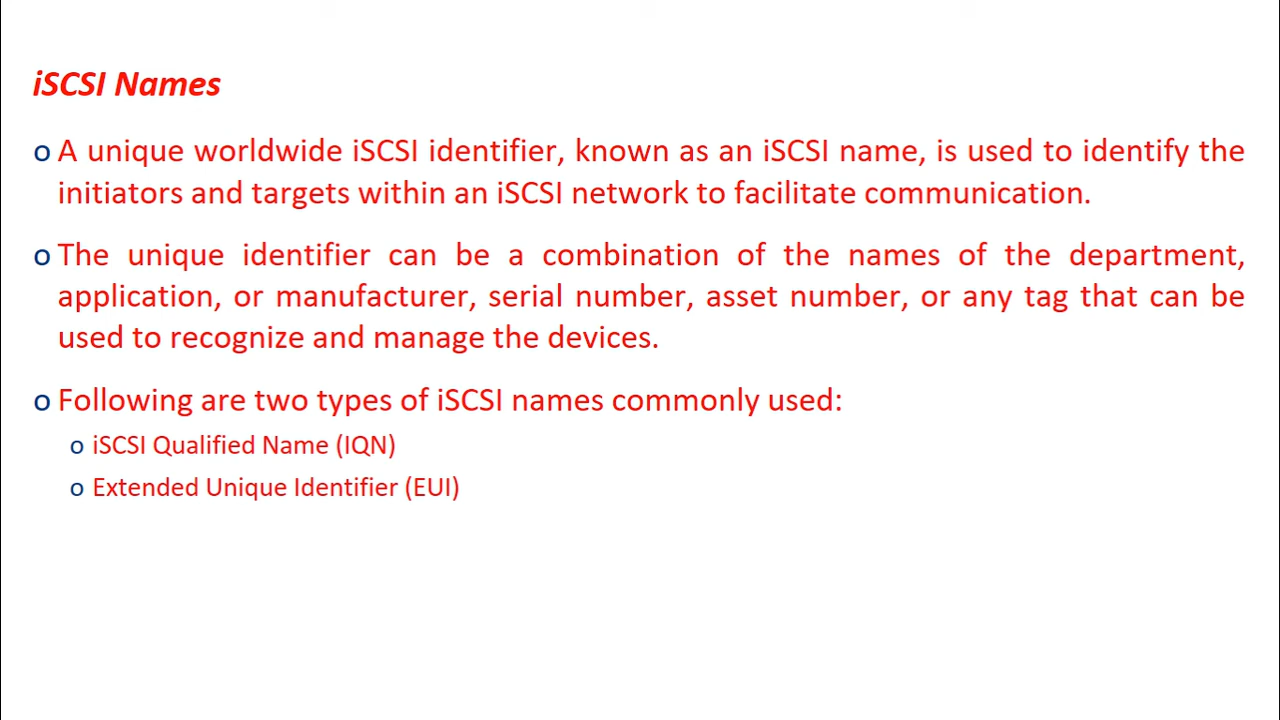 iSCSI Names
o A unique worldwide iSCSI identifier, known as an iSCSI name, is used to identify the
initiators and targets within an iSCSI network to facilitate communication.
o The unique identifier can be a combination of the names of the department,
application, or manufacturer, serial number, asset number, or any tag that can be
used to recognize and manage the devices.
o Following are two types of iSCSI names commonly used:
o iSCSI Qualified Name (IQN)
o Extended Unique Identifier (EUI)